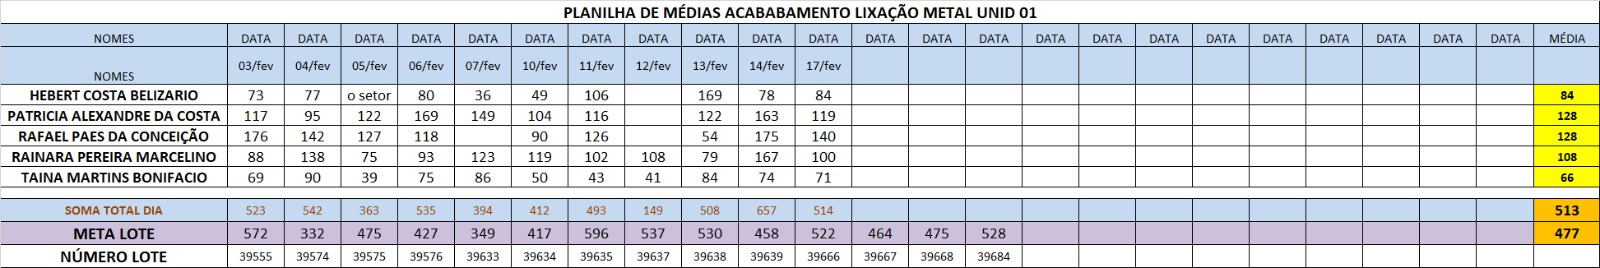 PLANILHA DE MÉDIAS ACABABAMENTO LIXAÇÃO METAL UNID 01
NOMES DATA DATA DATA DATA DATA DATA DATA DATA DATA DATA DATA DATA DATA DATA DATA DATA DATA DATA DATA DATA DATA DATA DATA MÉDIA
NOMES 03/fev 04/fev 05/fev 06/fev 07/fev 10/fev 11/fev 12/fev 13/fev 14/fev 17/fev
HEBERT COSTA BELIZARIO 73 77 o setor 80 36 49 106 169 78 84 84
PATRICIA ALEXANDRE DA COSTA 117 95 122 169 149 104 116 122 163 119 128
RAFAEL PAES DA CONCEIÇÃO 176 142 127 118 90 126 54 175 140 128
RAINARA PEREIRA MARCELINO 88 138 75 93 123 119 102 108 79 167 100 108
TAINA MARTINS BONIFACIO 69 90 39 75 86 50 43 41 84 74 71 66
SOMA TOTAL DIA 523 542 363 535 394 412 493 149 508 657 514 513
META LOTE 572 332 475 427 349 417 596 537 530 458 522 464 475 528 477
NÚMERO LOTE 39555 39574 39575 39576 39633 39634 39635 39637 39638 39639 39666 39667 39668 39684